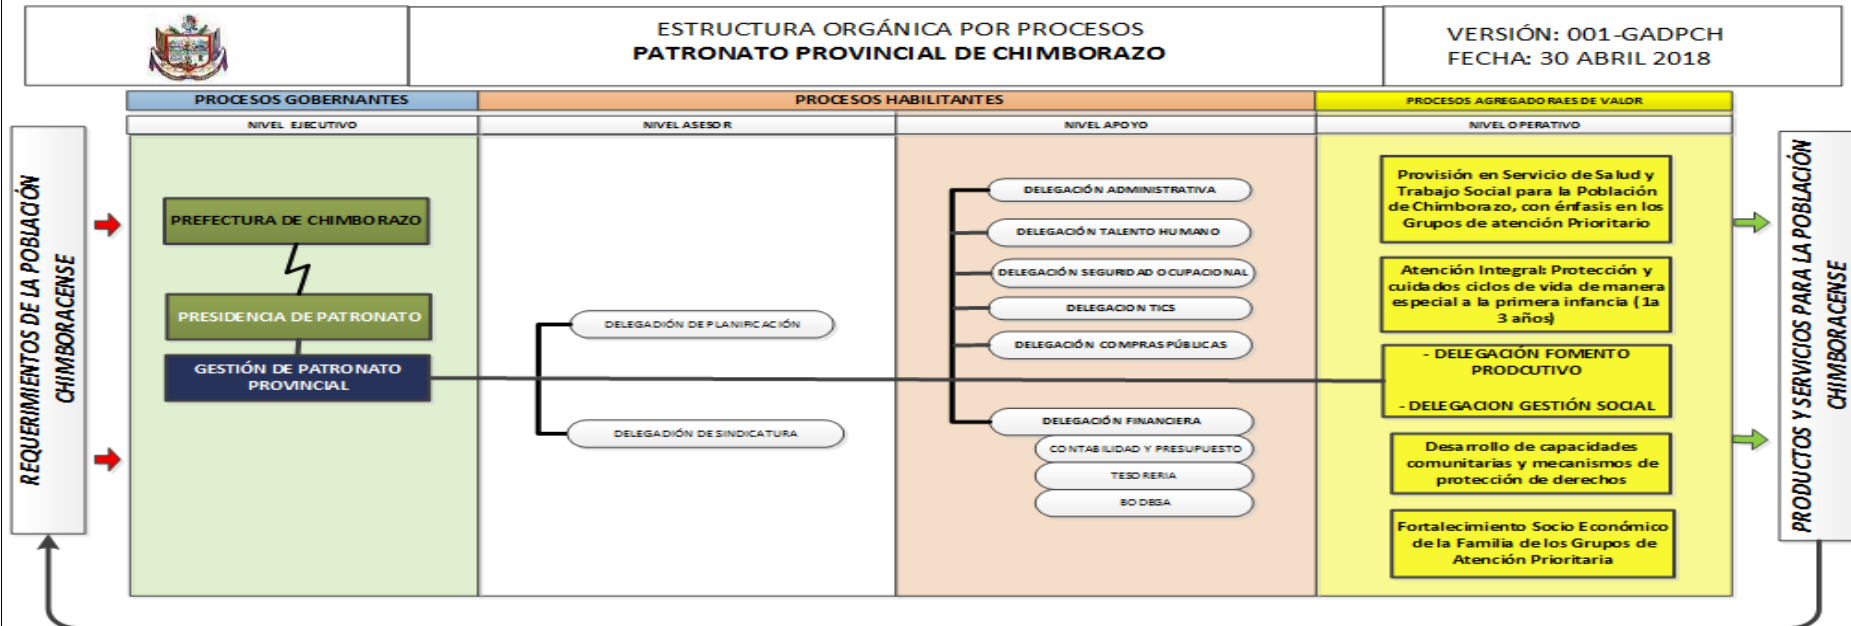 ESTRUCTURA ORGÁNICA POR PROCESOS
PATRONATO PROVINCIAL DE CHIMBORAZO
VERSIÓN: 001-GADPCH
FECHA: 30 ABRIL 2018
PROCESOS GOBERNANTES
PROCESOS HABILITANTES
PROCESOS AGREGADORAES DE VALOR
NIVEL EJECUTIVO
NIVEL ASESOR
NIVEL APOYO
NIVEL OPERATIVO
REQUERIMIENTOS DE LA POBLACIÓN
CHIMBORACENSE
PREFECTURA DE CHIMBORAZO
PRESIDENCIA DE PATRONATO
GESTIÓN DE PATRONATO
PROVINCIAL
DELEGADIÓN DE PLANIFICACIÓN
DELEGADIÓN DE SINDICATURA
DELEGACIÓN ADMINISTRATIVA
DELEGACIÓN TALENTO HUMANO
DELEGACIÓN SEGURIDAD OCUPACIONAL
DELEGACION TICS
DELEGACIÓN COMPRAS PÚBLICAS
DELEGACIÓN FINANCIERA
CONTABILIDAD Y PRESUPUESTO
TESORERIA
BODEGA
Provisión en Servicio de Salud y
Trabajo Social para la Población
de Chimborazo, con énfasis en los
Grupos de atención Prioritario
Atención Integral: Protección y
cuidados ciclos de vida de manera
especial a la primera infancia (1a
3 años)
- DELEGACIÓN FOMENTO
PRODCUTIVO
- DELEGACION GESTIÓN SOCIAL
Desarrollo de capacidades
comunitarias y mecanismos de
protección de derechos
Fortalecimiento Socio Económico
de la Familia de los Grupos de
Atención Prioritaria
PRODUCTOS Y SERVICIOS PARA LA POBLACIÓN
CHIMBORACENSE